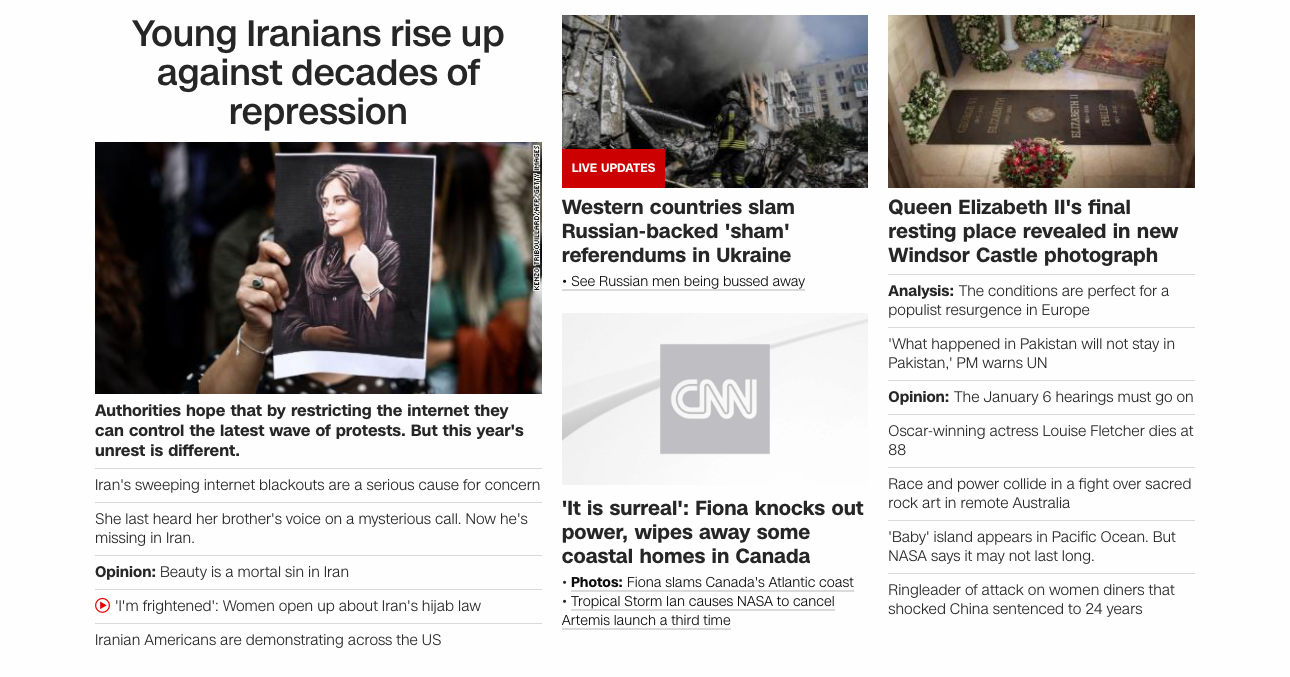 Young Iranians rise up
against decades of
repression
KENZO TRIBOUILLARD/AFP/GETTY IMAGES
Authorities hope that by restricting the internet they
can control the latest wave of protests. But this year's
unrest is different.
Iran's sweeping internet blackouts are a serious cause for concern
She last heard her brother's voice on a mysterious call. Now he's
missing in Iran.
Opinion: Beauty is a mortal sin in Iran
'I'm frightened': Women open up about Iran's hijab law
Iranian Americans are demonstrating across the US
LIVE UPDATES
Western countries slam
Russian-backed 'sham'
referendums in Ukraine
• See Russian men being bussed away
CNN
'It is surreal': Fiona knocks out
power, wipes away some
coastal homes in Canada
• Photos: Fiona slams Canada's Atlantic coast
• Tropical Storm Ian causes NASA to cancel
Artemis launch a third time
GEORGE VI
ELIZABETH
ELIZABETH II
PHILIP
Queen Elizabeth II's final
resting place revealed in new
Windsor Castle photograph
Analysis: The conditions are perfect for a
populist resurgence in Europe
'What happened in Pakistan will not stay in
Pakistan,' PM warns UN
Opinion: The January 6 hearings must go on
Oscar-winning actress Louise Fletcher dies at
88
Race and power collide in a fight over sacred
rock art in remote Australia
'Baby' island appears in Pacific Ocean. But
NASA says it may not last long.
Ringleader of attack on women diners that
shocked China sentenced to 24 years